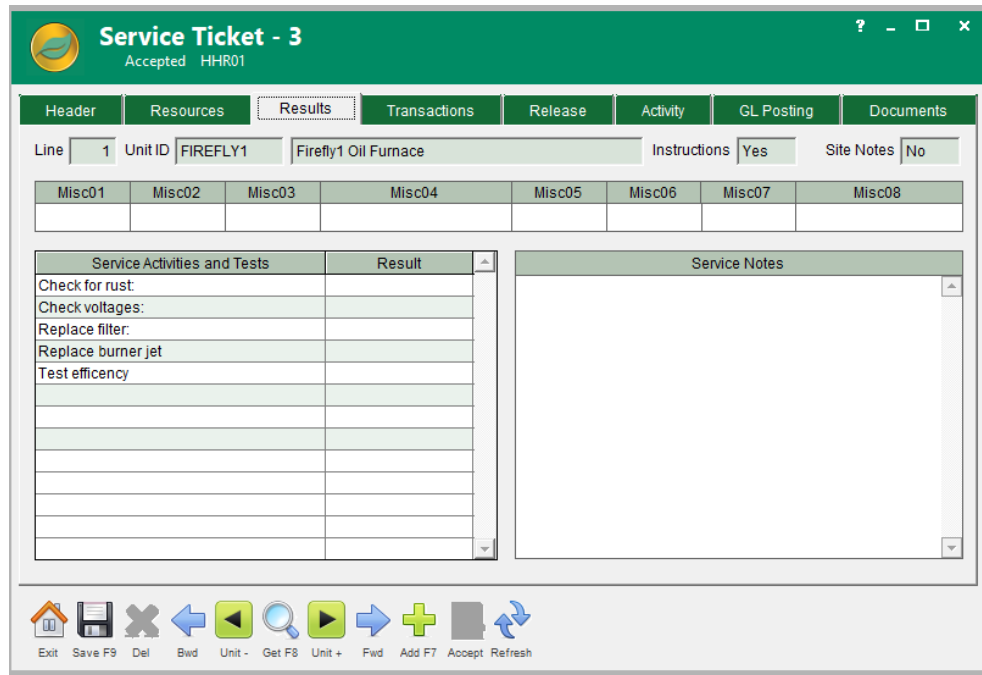 Service Ticket - 3
? _ □ ×
Accepted HHR01
Header Resources Results Transactions Release Activity GL Posting Documents
Line 1 Unit ID FIREFLY1 Firefly1 Oil Furnace Instructions Yes Site Notes No
Misc01 Misc02 Misc03 Misc04 Misc05 Misc06 Misc07 Misc08
Service Activities and Tests Result Service Notes
Check for rust:
Check voltages:
Replace filter:
Replace burner jet
Test efficency
Exit Save F9 Del Bwd Unit - Get F8 Unit + Fwd Add F7 Accept Refresh